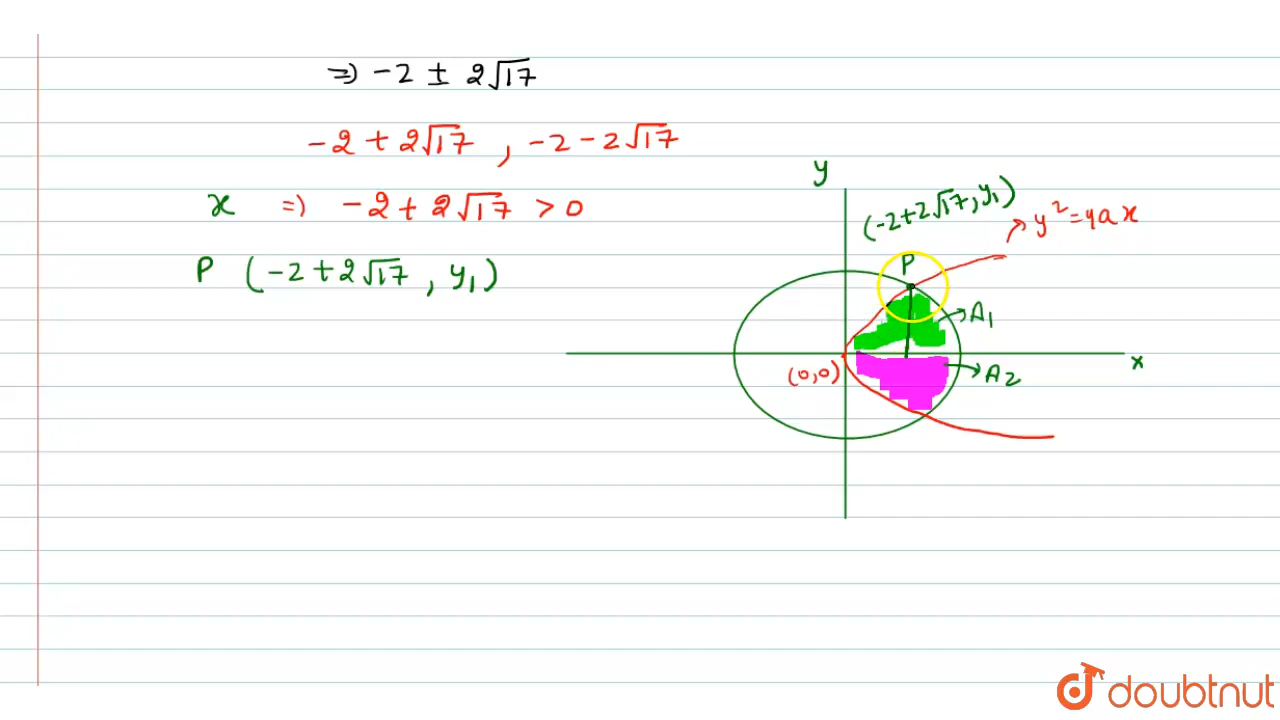 ⇒ -2 ± 2√17
-2 + 2√17 , -2 - 2√17
x ⇒ -2 + 2√17 > 0
P (-2 + 2√17 , y₁)
y
(-2+2√17, y₁)
→ y² = 4ax
P
→ A₁
(0,0)
→ A₂
x
doubtnut